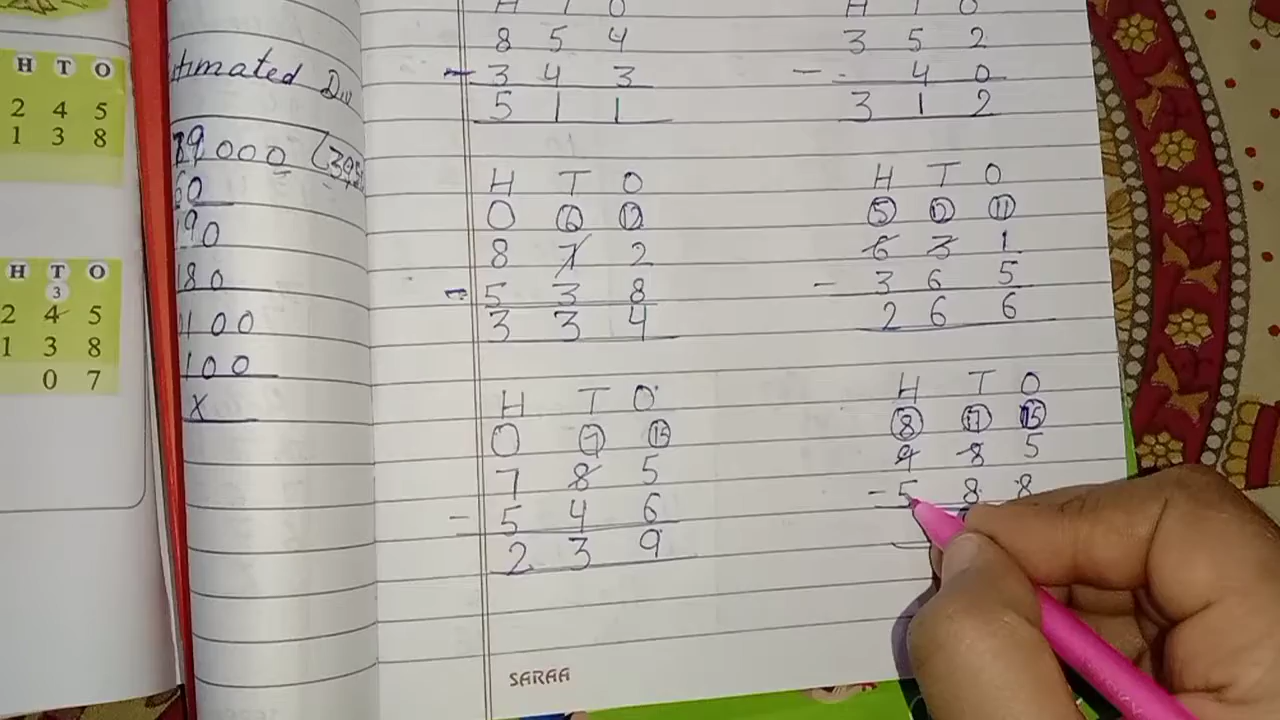 H T O
2 4 5
1 3 8
H T O
3
2 4 5
1 3 8
0 7
timated
89000
60
190
180
100
100
X
H T O
8 5 4
- 3 4 3
5 1 1
H T O
3 5 2
- 4 0
3 1 2
H T O
0 6 12
8 7 2
- 5 3 8
3 3 4
H T O
5 12 11
6 3 1
- 3 6 5
2 6 6
H T O
0 7 15
7 8 5
- 5 4 6
2 3 9
H T O
8 17 15
9 8 5
- 5 8 8
SARAA